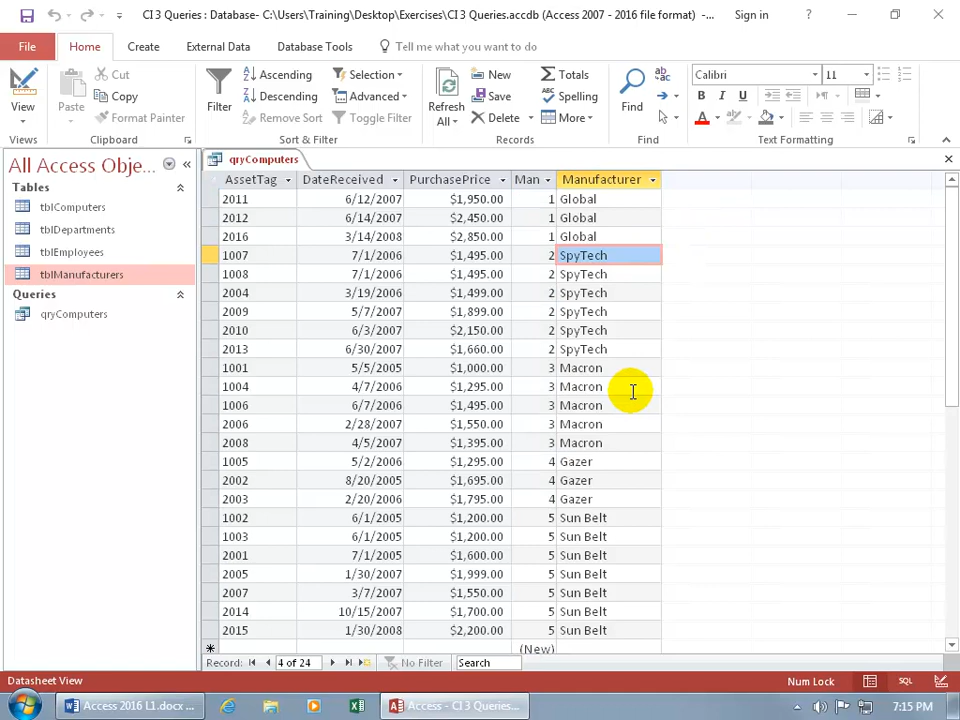 CI 3 Queries : Database- C:\Users\Training\Desktop\Exercises\CI 3 Queries.accdb (Access 2007 - 2016 file format) -... Sign in ?
File Home Create External Data Database Tools Tell me what you want to do
View
Views
Paste
Cut
Copy
Format Painter
Clipboard
Filter
Ascending
Descending
Remove Sort
Selection
Advanced
Toggle Filter
Sort & Filter
Refresh
All
New
Save
Delete
Totals
Spelling
More
Records
Find
ab
ac
Find
Calibri 11
B I U
A
Text Formatting
All Access Obje...
Tables
tblComputers
tblDepartments
tblEmployees
tblManufacturers
Queries
qryComputers
qryComputers
AssetTag DateReceived PurchasePrice Man Manufacturer
2011 6/12/2007 $1,950.00 1 Global
2012 6/14/2007 $2,450.00 1 Global
2016 3/14/2008 $2,850.00 1 Global
1007 7/1/2006 $1,495.00 2 SpyTech
1008 7/1/2006 $1,495.00 2 SpyTech
2004 3/19/2006 $1,499.00 2 SpyTech
2009 5/7/2007 $1,899.00 2 SpyTech
2010 6/3/2007 $2,150.00 2 SpyTech
2013 6/30/2007 $1,660.00 2 SpyTech
1001 5/5/2005 $1,000.00 3 Macron
1004 4/7/2006 $1,295.00 3 Macron
1006 6/7/2006 $1,495.00 3 Macron
2006 2/28/2007 $1,550.00 3 Macron
2008 4/5/2007 $1,395.00 3 Macron
1005 5/2/2006 $1,295.00 4 Gazer
2002 8/20/2005 $1,695.00 4 Gazer
2003 2/20/2006 $1,795.00 4 Gazer
1002 6/1/2005 $1,200.00 5 Sun Belt
1003 6/1/2005 $1,200.00 5 Sun Belt
2001 7/1/2005 $1,600.00 5 Sun Belt
2005 1/30/2007 $1,999.00 5 Sun Belt
2007 3/7/2007 $1,550.00 5 Sun Belt
2014 10/15/2007 $1,700.00 5 Sun Belt
2015 1/30/2008 $2,200.00 5 Sun Belt
* (New)
Record: 4 of 24 No Filter Search
Datasheet View Num Lock SQL
Access 2016 L1.docx ... Access - CI 3 Queries... 7:15 PM